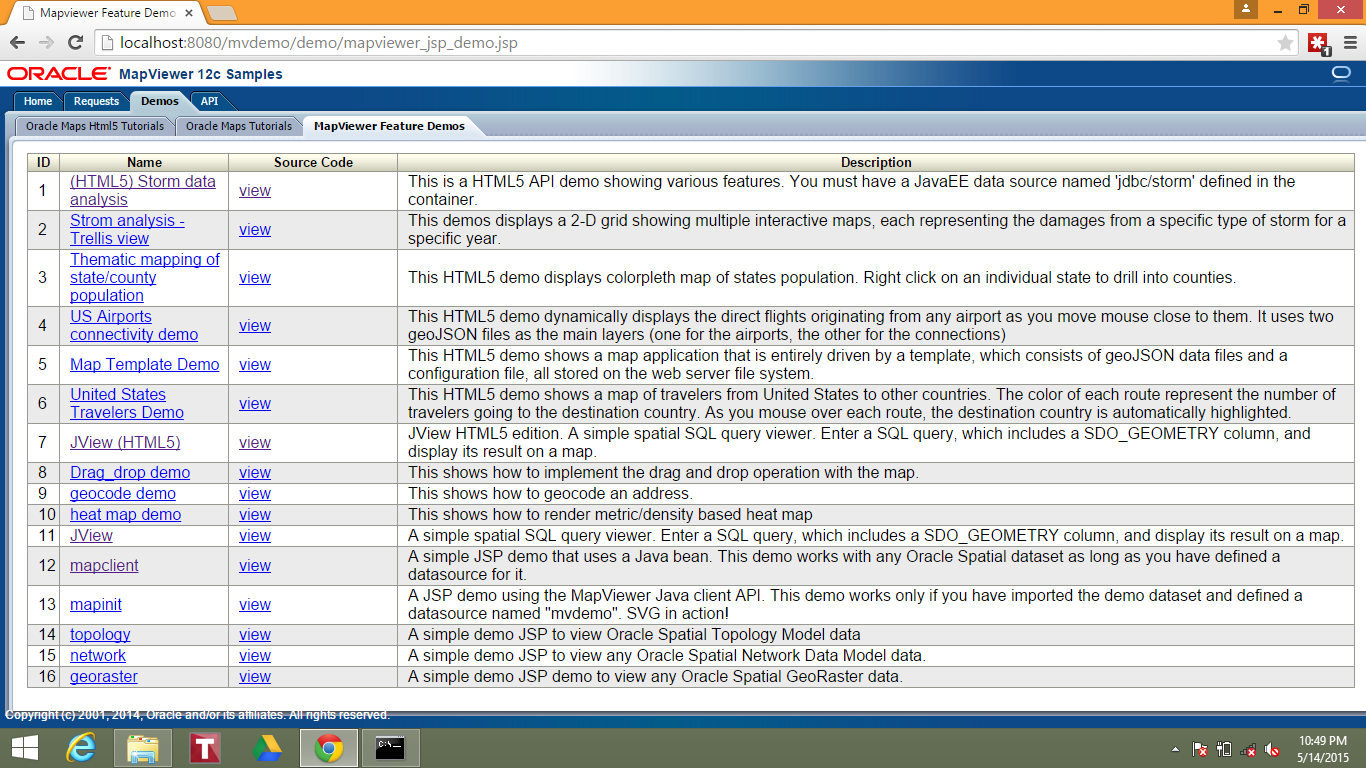 Mapviewer Feature Demo
localhost:8080/mvdemo/demo/mapviewer_jsp_demo.jsp
1
ORACLE MapViewer 12c Samples
Home Requests Demos API
Oracle Maps Html5 Tutorials Oracle Maps Tutorials MapViewer Feature Demos
ID Name Source Code Description
1 (HTML5) Storm data analysis view This is a HTML5 API demo showing various features. You must have a JavaEE data source named 'jdbc/storm' defined in the
container.
2 Strom analysis - Trellis view view This demos displays a 2-D grid showing multiple interactive maps, each representing the damages from a specific type of storm for a
specific year.
3 Thematic mapping of state/county population view This HTML5 demo displays colorpleth map of states population. Right click on an individual state to drill into counties.
4 US Airports connectivity demo view This HTML5 demo dynamically displays the direct flights originating from any airport as you move mouse close to them. It uses two
geoJSON files as the main layers (one for the airports, the other for the connections)
5 Map Template Demo view This HTML5 demo shows a map application that is entirely driven by a template, which consists of geoJSON data files and a
configuration file, all stored on the web server file system.
6 United States Travelers Demo view This HTML5 demo shows a map of travelers from United States to other countries. The color of each route represent the number of
travelers going to the destination country. As you mouse over each route, the destination country is automatically highlighted.
7 JView (HTML5) view JView HTML5 edition. A simple spatial SQL query viewer. Enter a SQL query, which includes a SDO_GEOMETRY column, and
display its result on a map.
8 Drag_drop demo view This shows how to implement the drag and drop operation with the map.
9 geocode demo view This shows how to geocode an address.
10 heat map demo view This shows how to render metric/density based heat map
11 JView view A simple spatial SQL query viewer. Enter a SQL query, which includes a SDO_GEOMETRY column, and display its result on a map.
12 mapclient view A simple JSP demo that uses a Java bean. This demo works with any Oracle Spatial dataset as long as you have defined a
datasource for it.
13 mapinit view A JSP demo using the MapViewer Java client API. This demo works only if you have imported the demo dataset and defined a
datasource named "mvdemo". SVG in action!
14 topology view A simple demo JSP to view Oracle Spatial Topology Model data
15 network view A simple demo JSP to view any Oracle Spatial Network Data Model data.
16 georaster view A simple demo JSP demo to view any Oracle Spatial GeoRaster data.
Copyright (c) 2001, 2014, Oracle and/or its affiliates. All rights reserved.
10:49 PM
5/14/2015